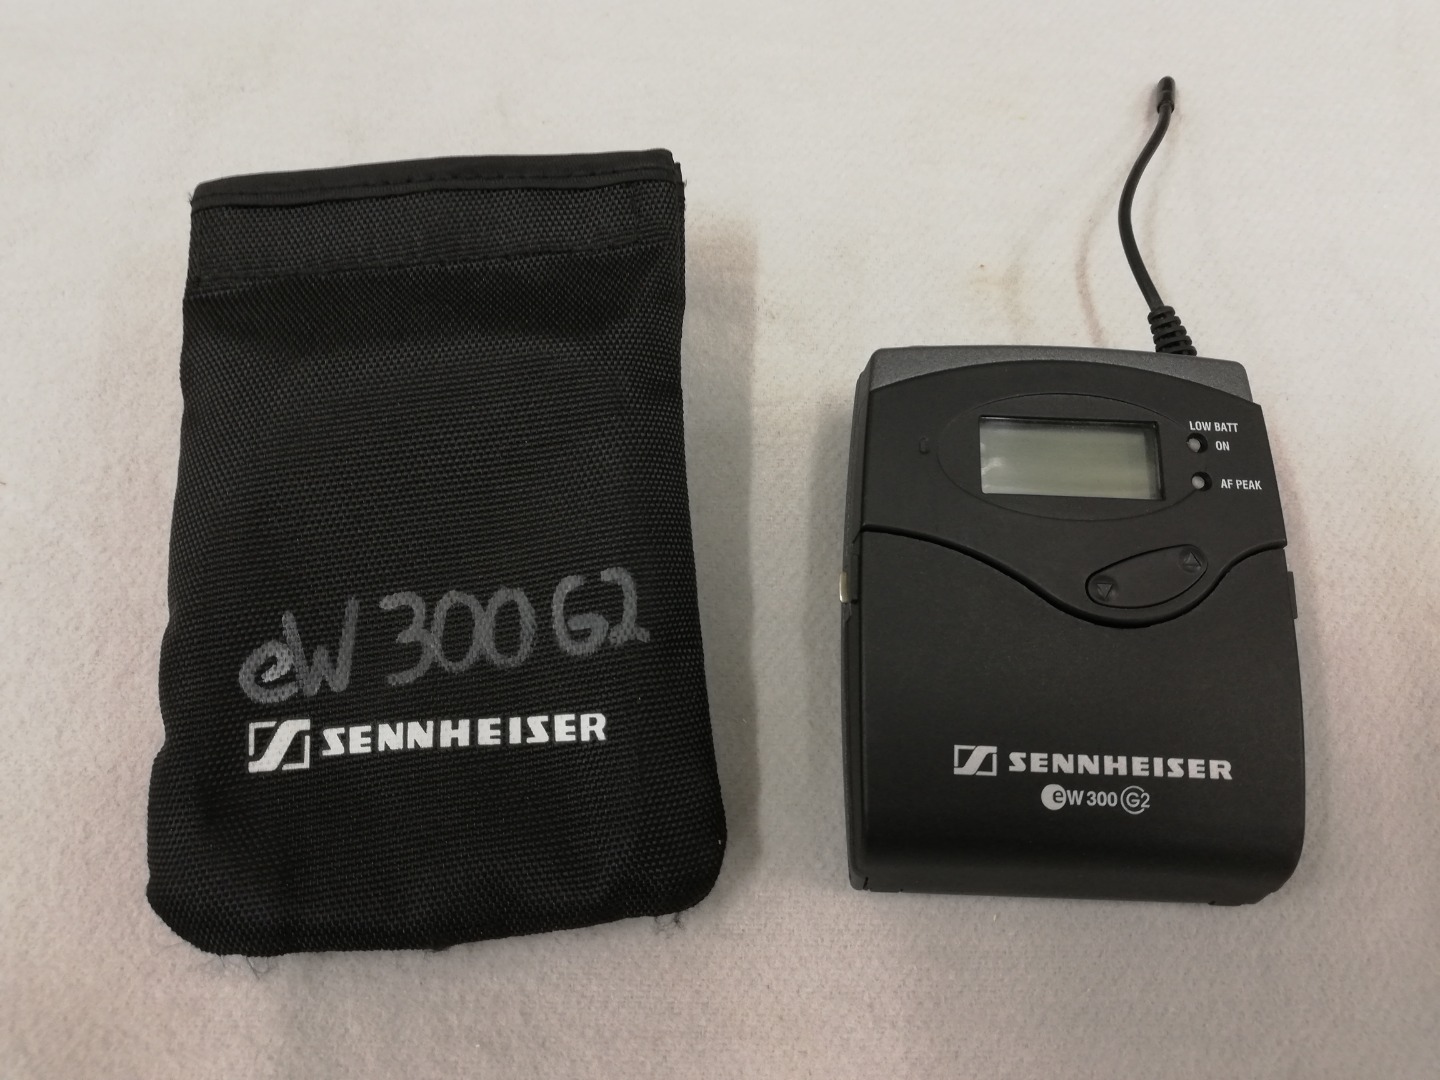 eW 300 G2
SENNHEISER
LOW BATT
ON
AF PEAK
SENNHEISER
eW 300 G2